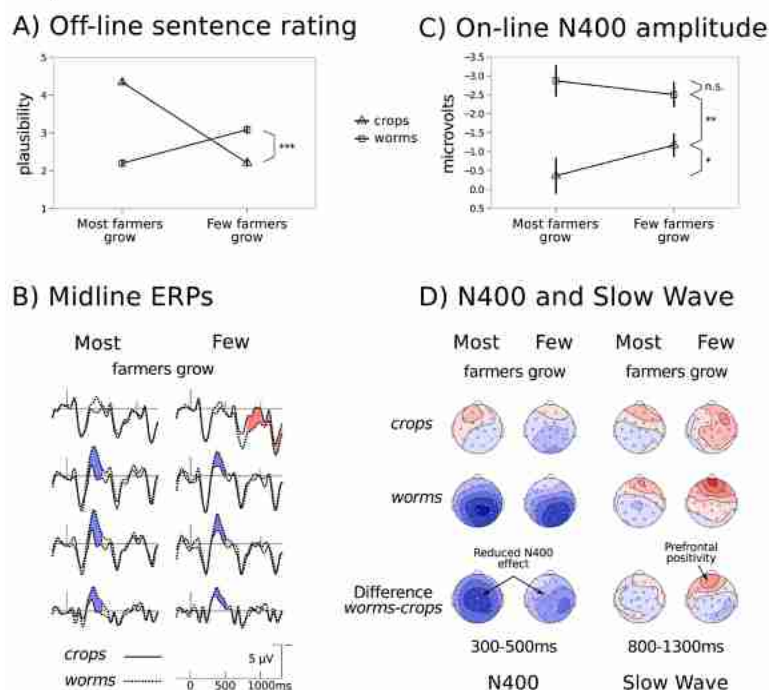 A) Off-line sentence rating
5
4
3
2
1
plausibility
***
Most farmers
grow
Few farmers
grow
crops
worms
C) On-line N400 amplitude
−3.5
−3.0
−2.5
−2.0
−1.5
−1.0
−0.5
0.0
0.5
microvolts
n.s.
**
*
Most farmers
grow
Few farmers
grow
B) Midline ERPs
Most Few
farmers grow
crops
worms
5 μV
0 500 1000ms
D) N400 and Slow Wave
Most Few Most Few
farmers grow farmers grow
crops
worms
Reduced N400
effect
Prefrontal
positivity
Difference
worms-crops
300-500ms 800-1300ms
N400 Slow Wave